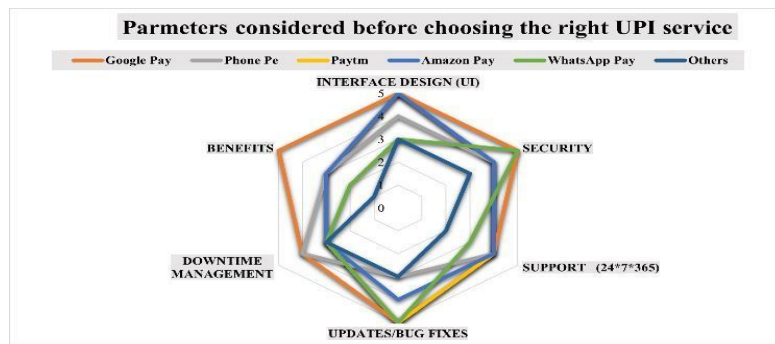 Parmeters considered before choosing the right UPI service
Google Pay Phone Pe Paytm Amazon Pay WhatsApp Pay Others
INTERFACE DESIGN (UI)
5
4
3
2
1
0
BENEFITS
SECURITY
DOWNTIME
MANAGEMENT
SUPPORT (24*7*365)
UPDATES/BUG FIXES